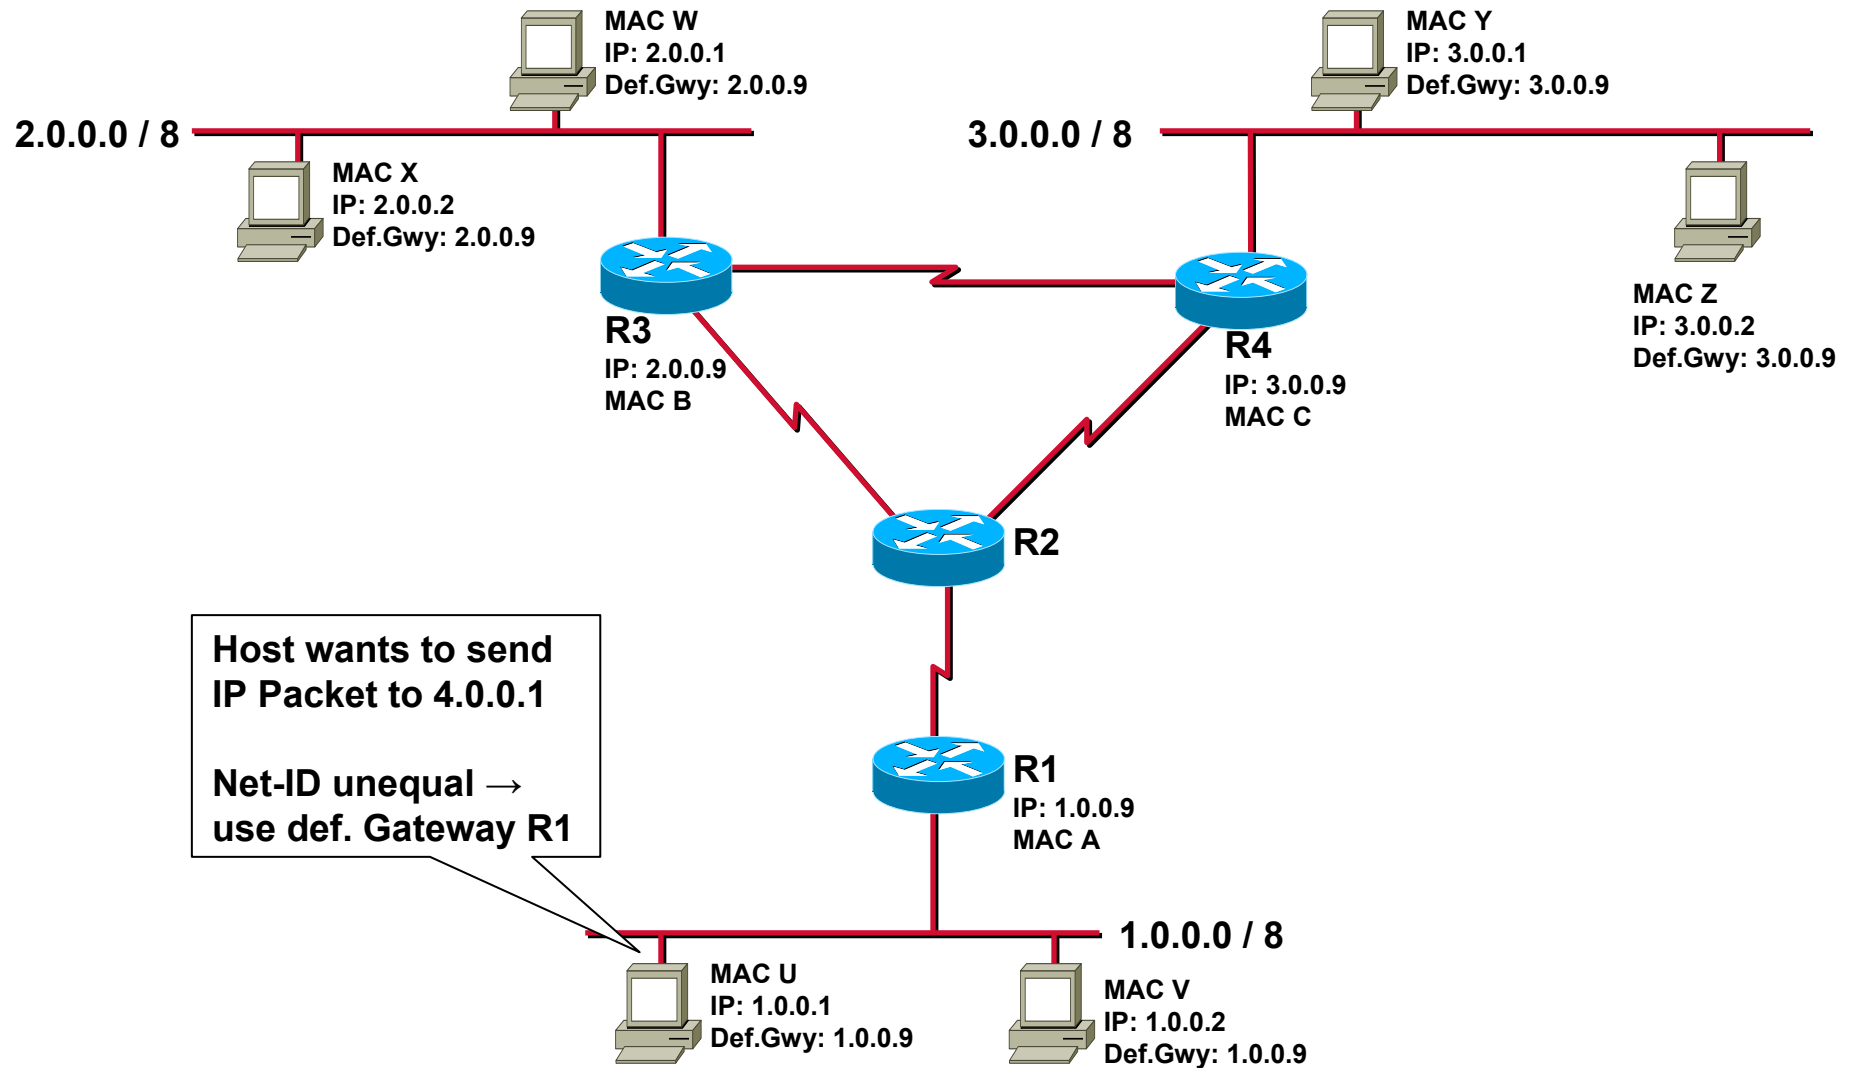 MAC W
IP: 2.0.0.1
Def.Gwy: 2.0.0.9
MAC Y
IP: 3.0.0.1
Def.Gwy: 3.0.0.9
2.0.0.0 / 8
3.0.0.0 / 8
MAC X
IP: 2.0.0.2
Def.Gwy: 2.0.0.9
MAC Z
IP: 3.0.0.2
Def.Gwy: 3.0.0.9
R3
IP: 2.0.0.9
MAC B
R4
IP: 3.0.0.9
MAC C
R2
Host wants to send
IP Packet to 4.0.0.1
Net-ID unequal →
use def. Gateway R1
R1
IP: 1.0.0.9
MAC A
1.0.0.0 / 8
MAC U
IP: 1.0.0.1
Def.Gwy: 1.0.0.9
MAC V
IP: 1.0.0.2
Def.Gwy: 1.0.0.9